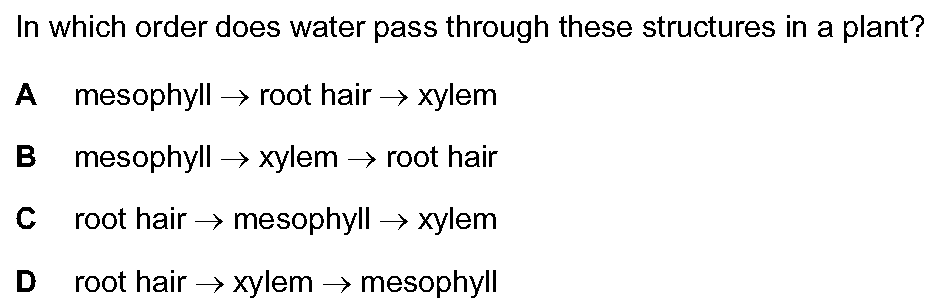 In which order does water pass through these structures in a plant?
A mesophyll → root hair → xylem
B mesophyll → xylem → root hair
C root hair → mesophyll → xylem
D root hair → xylem → mesophyll